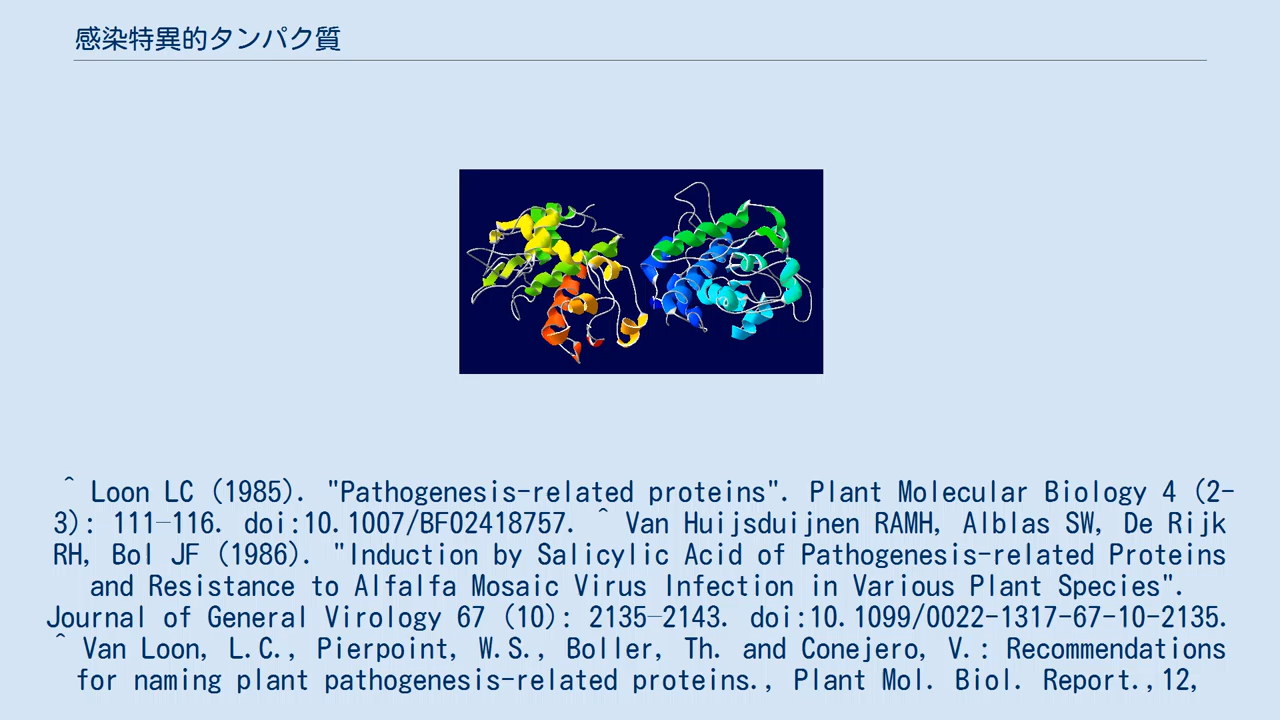 感染特異的タンパク質
^ Loon LC (1985). "Pathogenesis-related proteins". Plant Molecular Biology 4 (2-
3): 111–116. doi:10.1007/BF02418757. ^ Van Huijsduijnen RAMH, Alblas SW, De Rijk
RH, Bol JF (1986). "Induction by Salicylic Acid of Pathogenesis-related Proteins
and Resistance to Alfalfa Mosaic Virus Infection in Various Plant Species".
Journal of General Virology 67 (10): 2135–2143. doi:10.1099/0022-1317-67-10-2135.
^ Van Loon, L.C., Pierpoint, W.S., Boller, Th. and Conejero, V.: Recommendations
for naming plant pathogenesis-related proteins., Plant Mol. Biol. Report.,12,